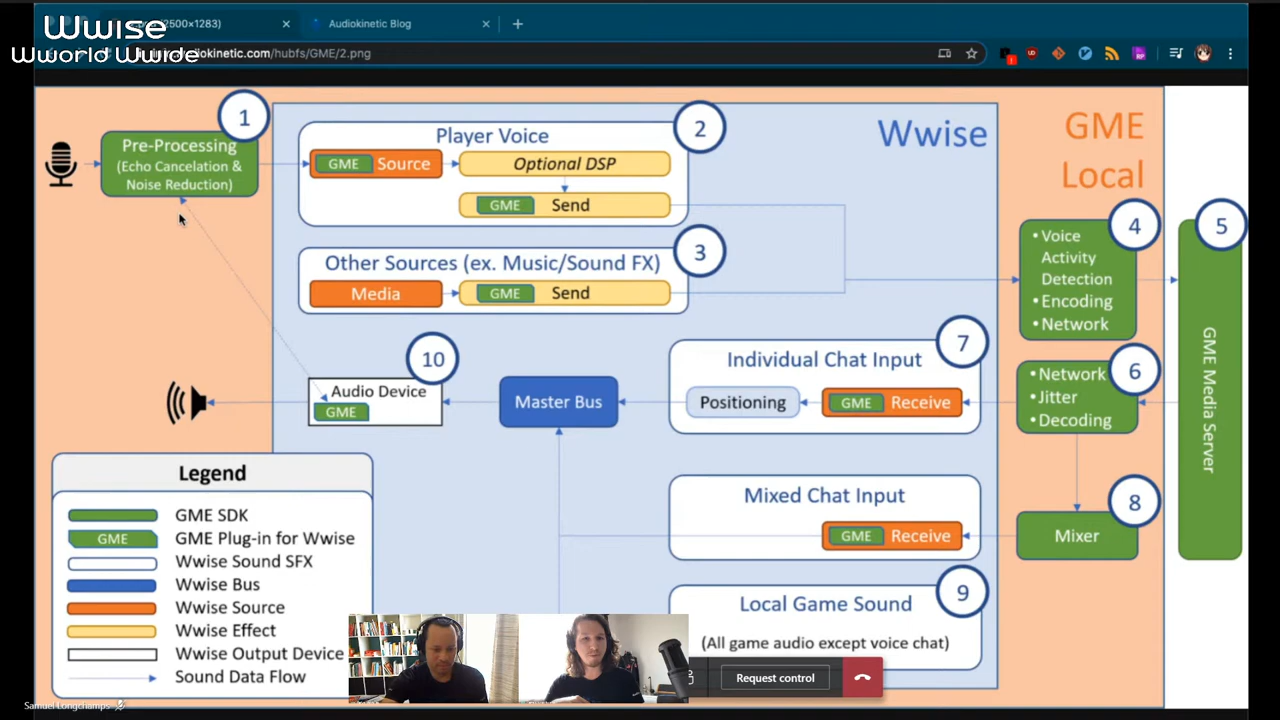 Wwise
Wworld Wwide
(2500×1283)
Audiokinetic Blog
audiokinetic.com/hubfs/GME/2.png
1
Pre-Processing
(Echo Cancelation &
Noise Reduction)
Player Voice
2
GME Source
Optional DSP
GME Send
Wwise
GME
Local
Other Sources (ex. Music/Sound FX)
3
Media
GME Send
4
• Voice
Activity
Detection
• Encoding
• Network
5
GME Media Server
6
• Network
• Jitter
• Decoding
7
Individual Chat Input
Positioning
GME Receive
Master Bus
10
Audio Device
GME
Mixed Chat Input
GME Receive
8
Mixer
9
Local Game Sound
(All game audio except voice chat)
Legend
GME SDK
GME
GME Plug-in for Wwise
Wwise Sound SFX
Wwise Bus
Wwise Source
Wwise Effect
Wwise Output Device
Sound Data Flow
Request control
Samuel Longchamps